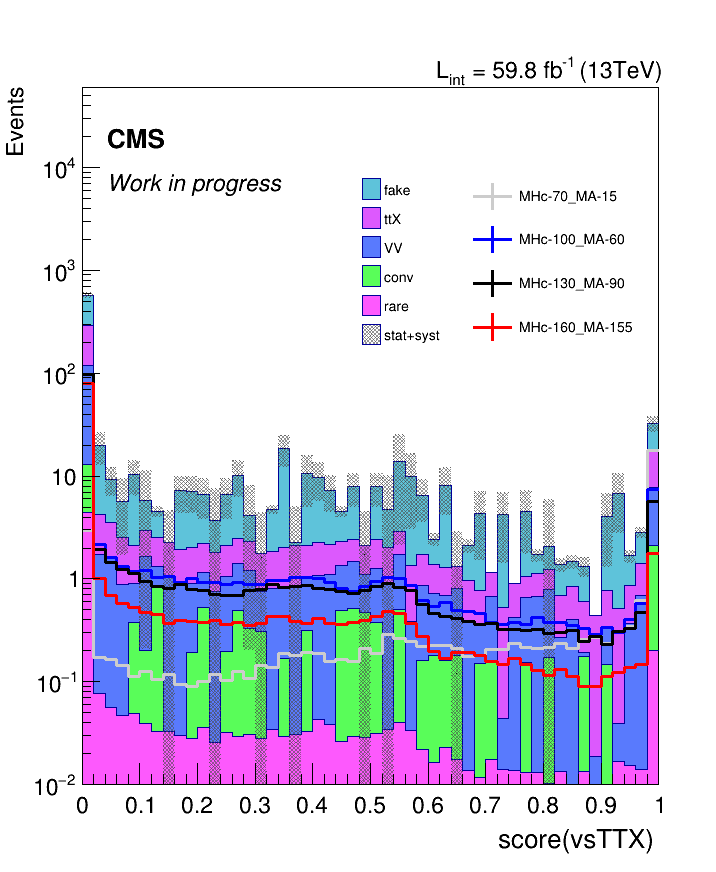 L_int = 59.8 fb^-1 (13TeV)
Events
CMS
Work in progress
fake
ttX
VV
conv
rare
stat+syst
MHc-70_MA-15
MHc-100_MA-60
MHc-130_MA-90
MHc-160_MA-155
10^4
10^3
10^2
10
1
10^−1
10^−2
0 0.1 0.2 0.3 0.4 0.5 0.6 0.7 0.8 0.9 1
score(vsTTX)